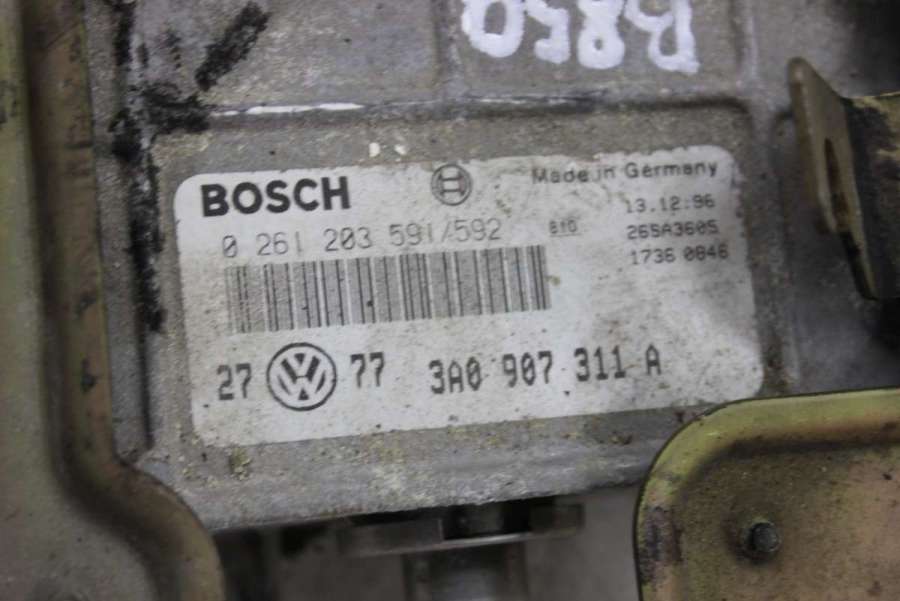 B850
BOSCH
Made in Germany
13.12.96
0 261 203 591/592
810
265A3605
1736 0846
27 VW 77 3A0 907 311 A